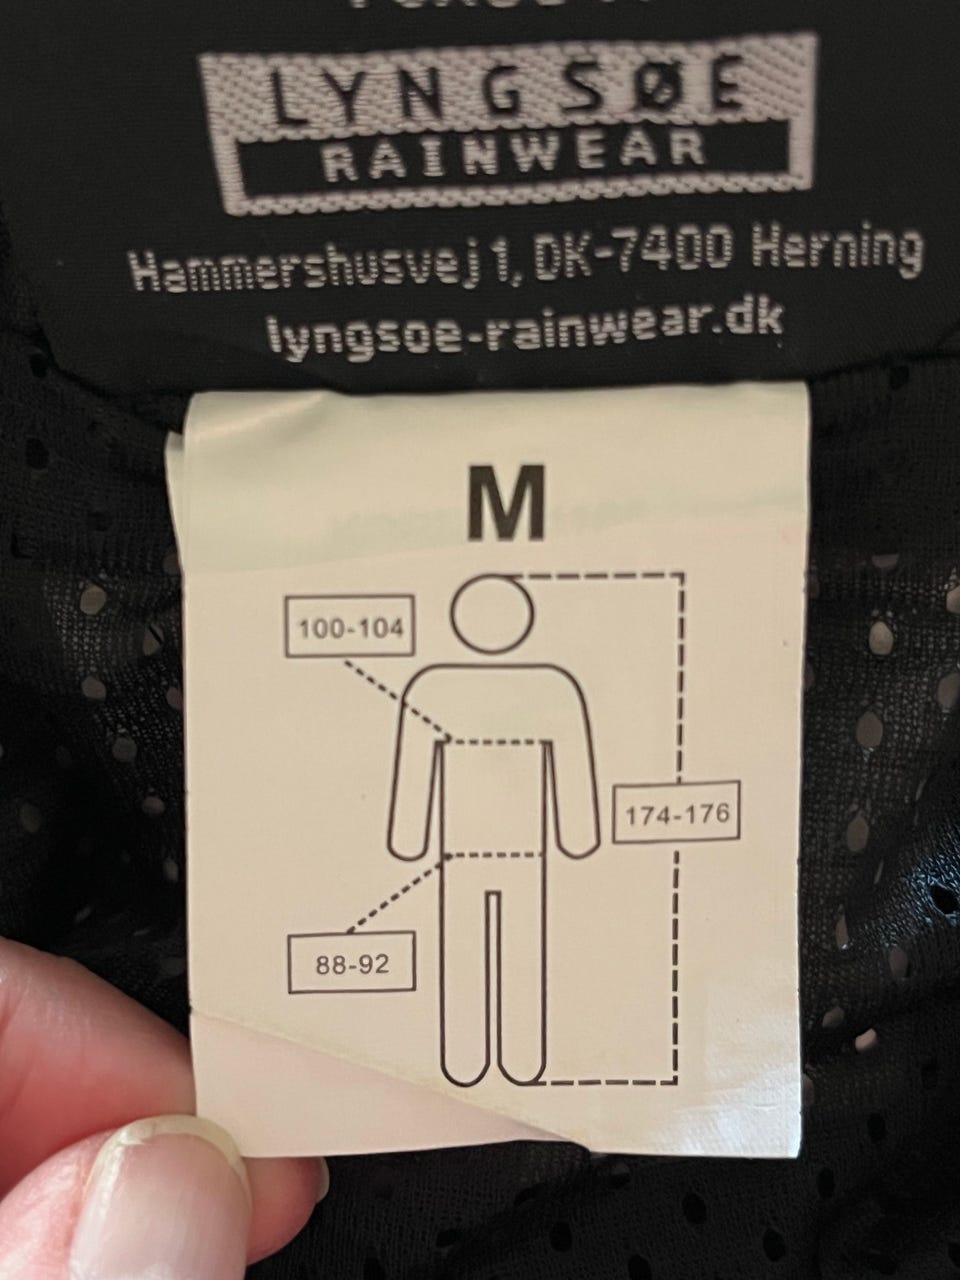 LYNGSØE
RAINWEAR
Hammershusvej 1, DK-7400 Herning
lyngsoe-rainwear.dk
M
100-104
174-176
88-92